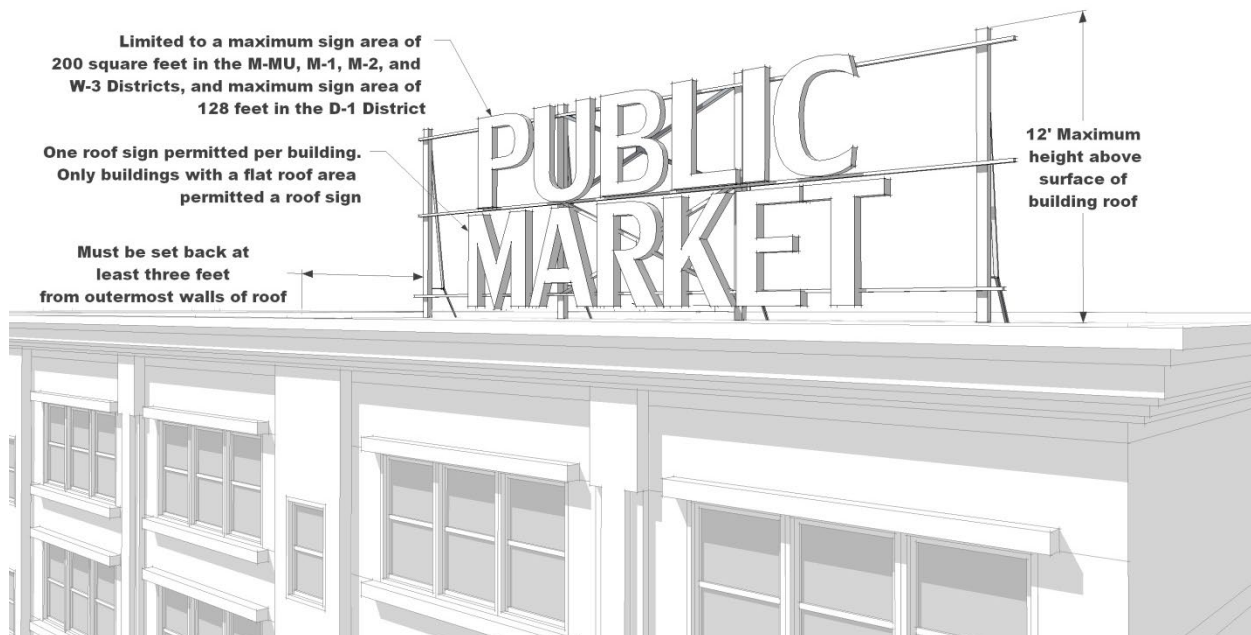 Limited to a maximum sign area of
200 square feet in the M-MU, M-1, M-2, and
W-3 Districts, and maximum sign area of
128 feet in the D-1 District
One roof sign permitted per building.
Only buildings with a flat roof area
permitted a roof sign
Must be set back at
least three feet
from outermost walls of roof
PUBLIC
MARKET
12' Maximum
height above
surface of
building roof